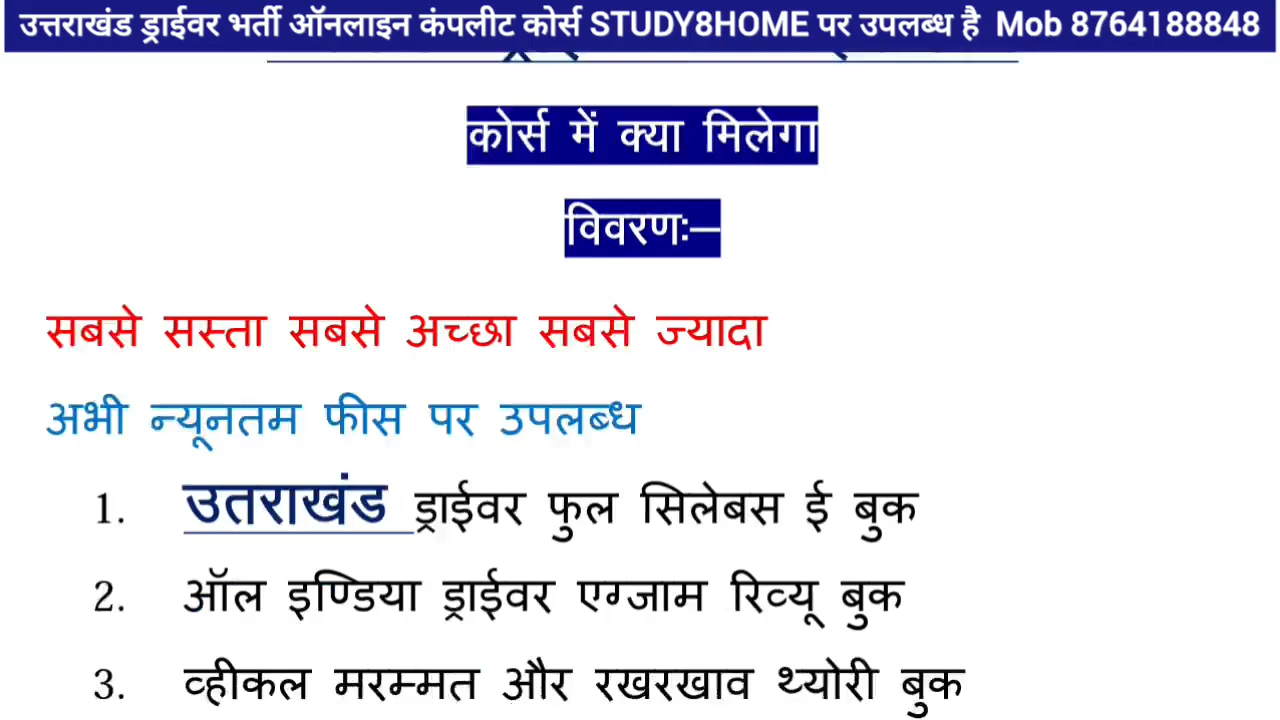 उत्तराखंड ड्राईवर भर्ती ऑनलाइन कंपलीट कोर्स STUDY8HOME पर उपलब्ध है Mob 8764188848
कोर्स में क्या मिलेगा
विवरणः–
सबसे सस्ता सबसे अच्छा सबसे ज्यादा
अभी न्यूनतम फीस पर उपलब्ध
1. उतराखंड ड्राईवर फुल सिलेबस ई बुक
2. ऑल इण्डिया ड्राईवर एग्जाम रिव्यू बुक
3. व्हीकल मरम्मत और रखरखाव थ्योरी बुक